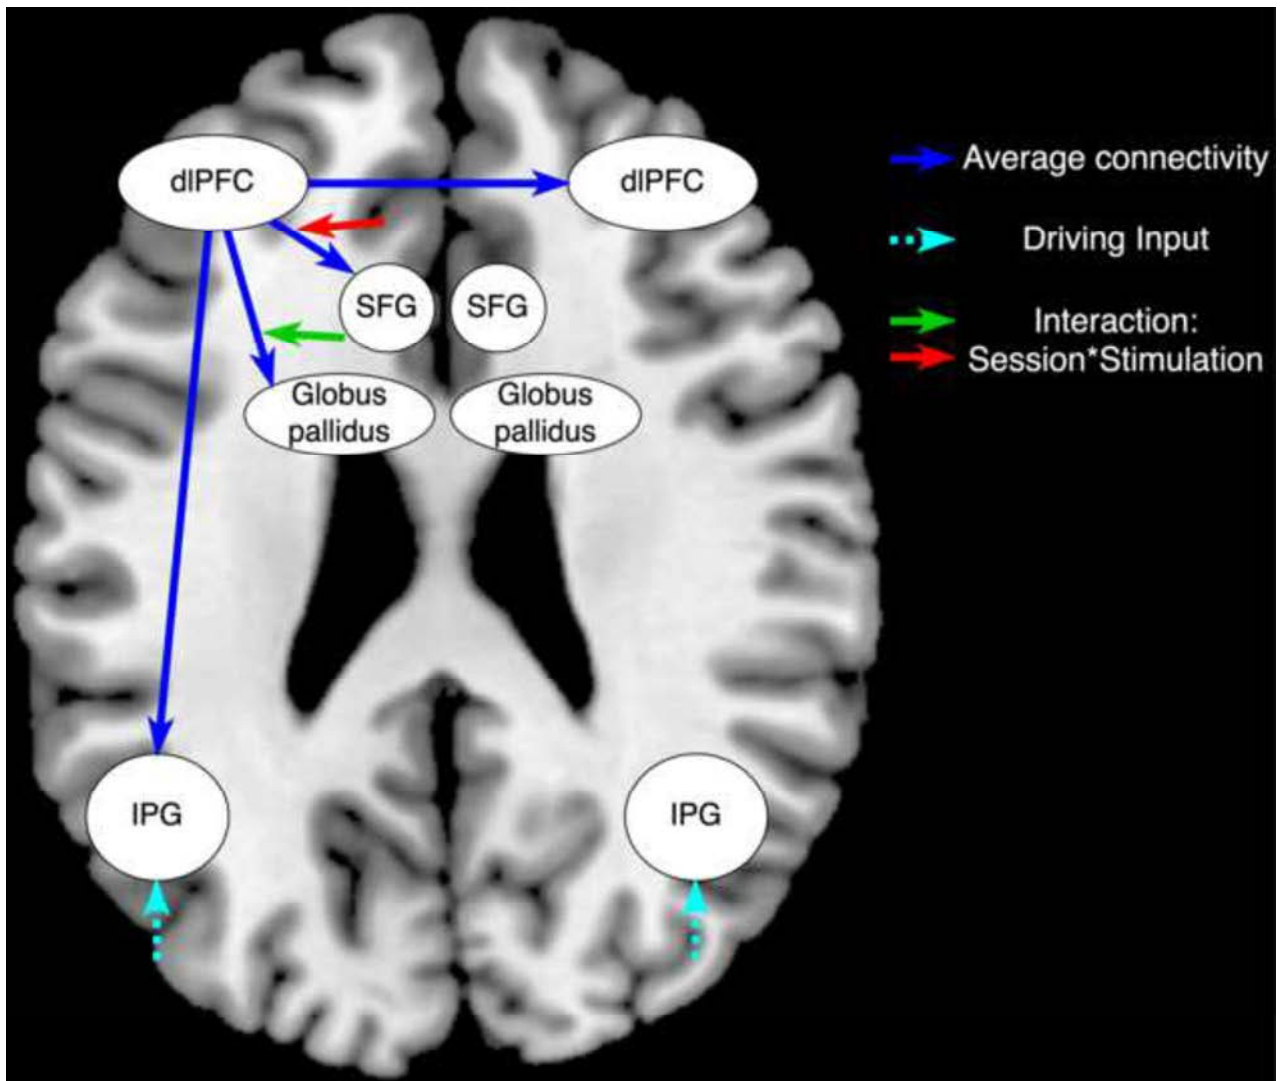 Average connectivity
Driving Input
Interaction:
Session*Stimulation
dlPFC
dlPFC
SFG
SFG
Globus
pallidus
Globus
pallidus
IPG
IPG